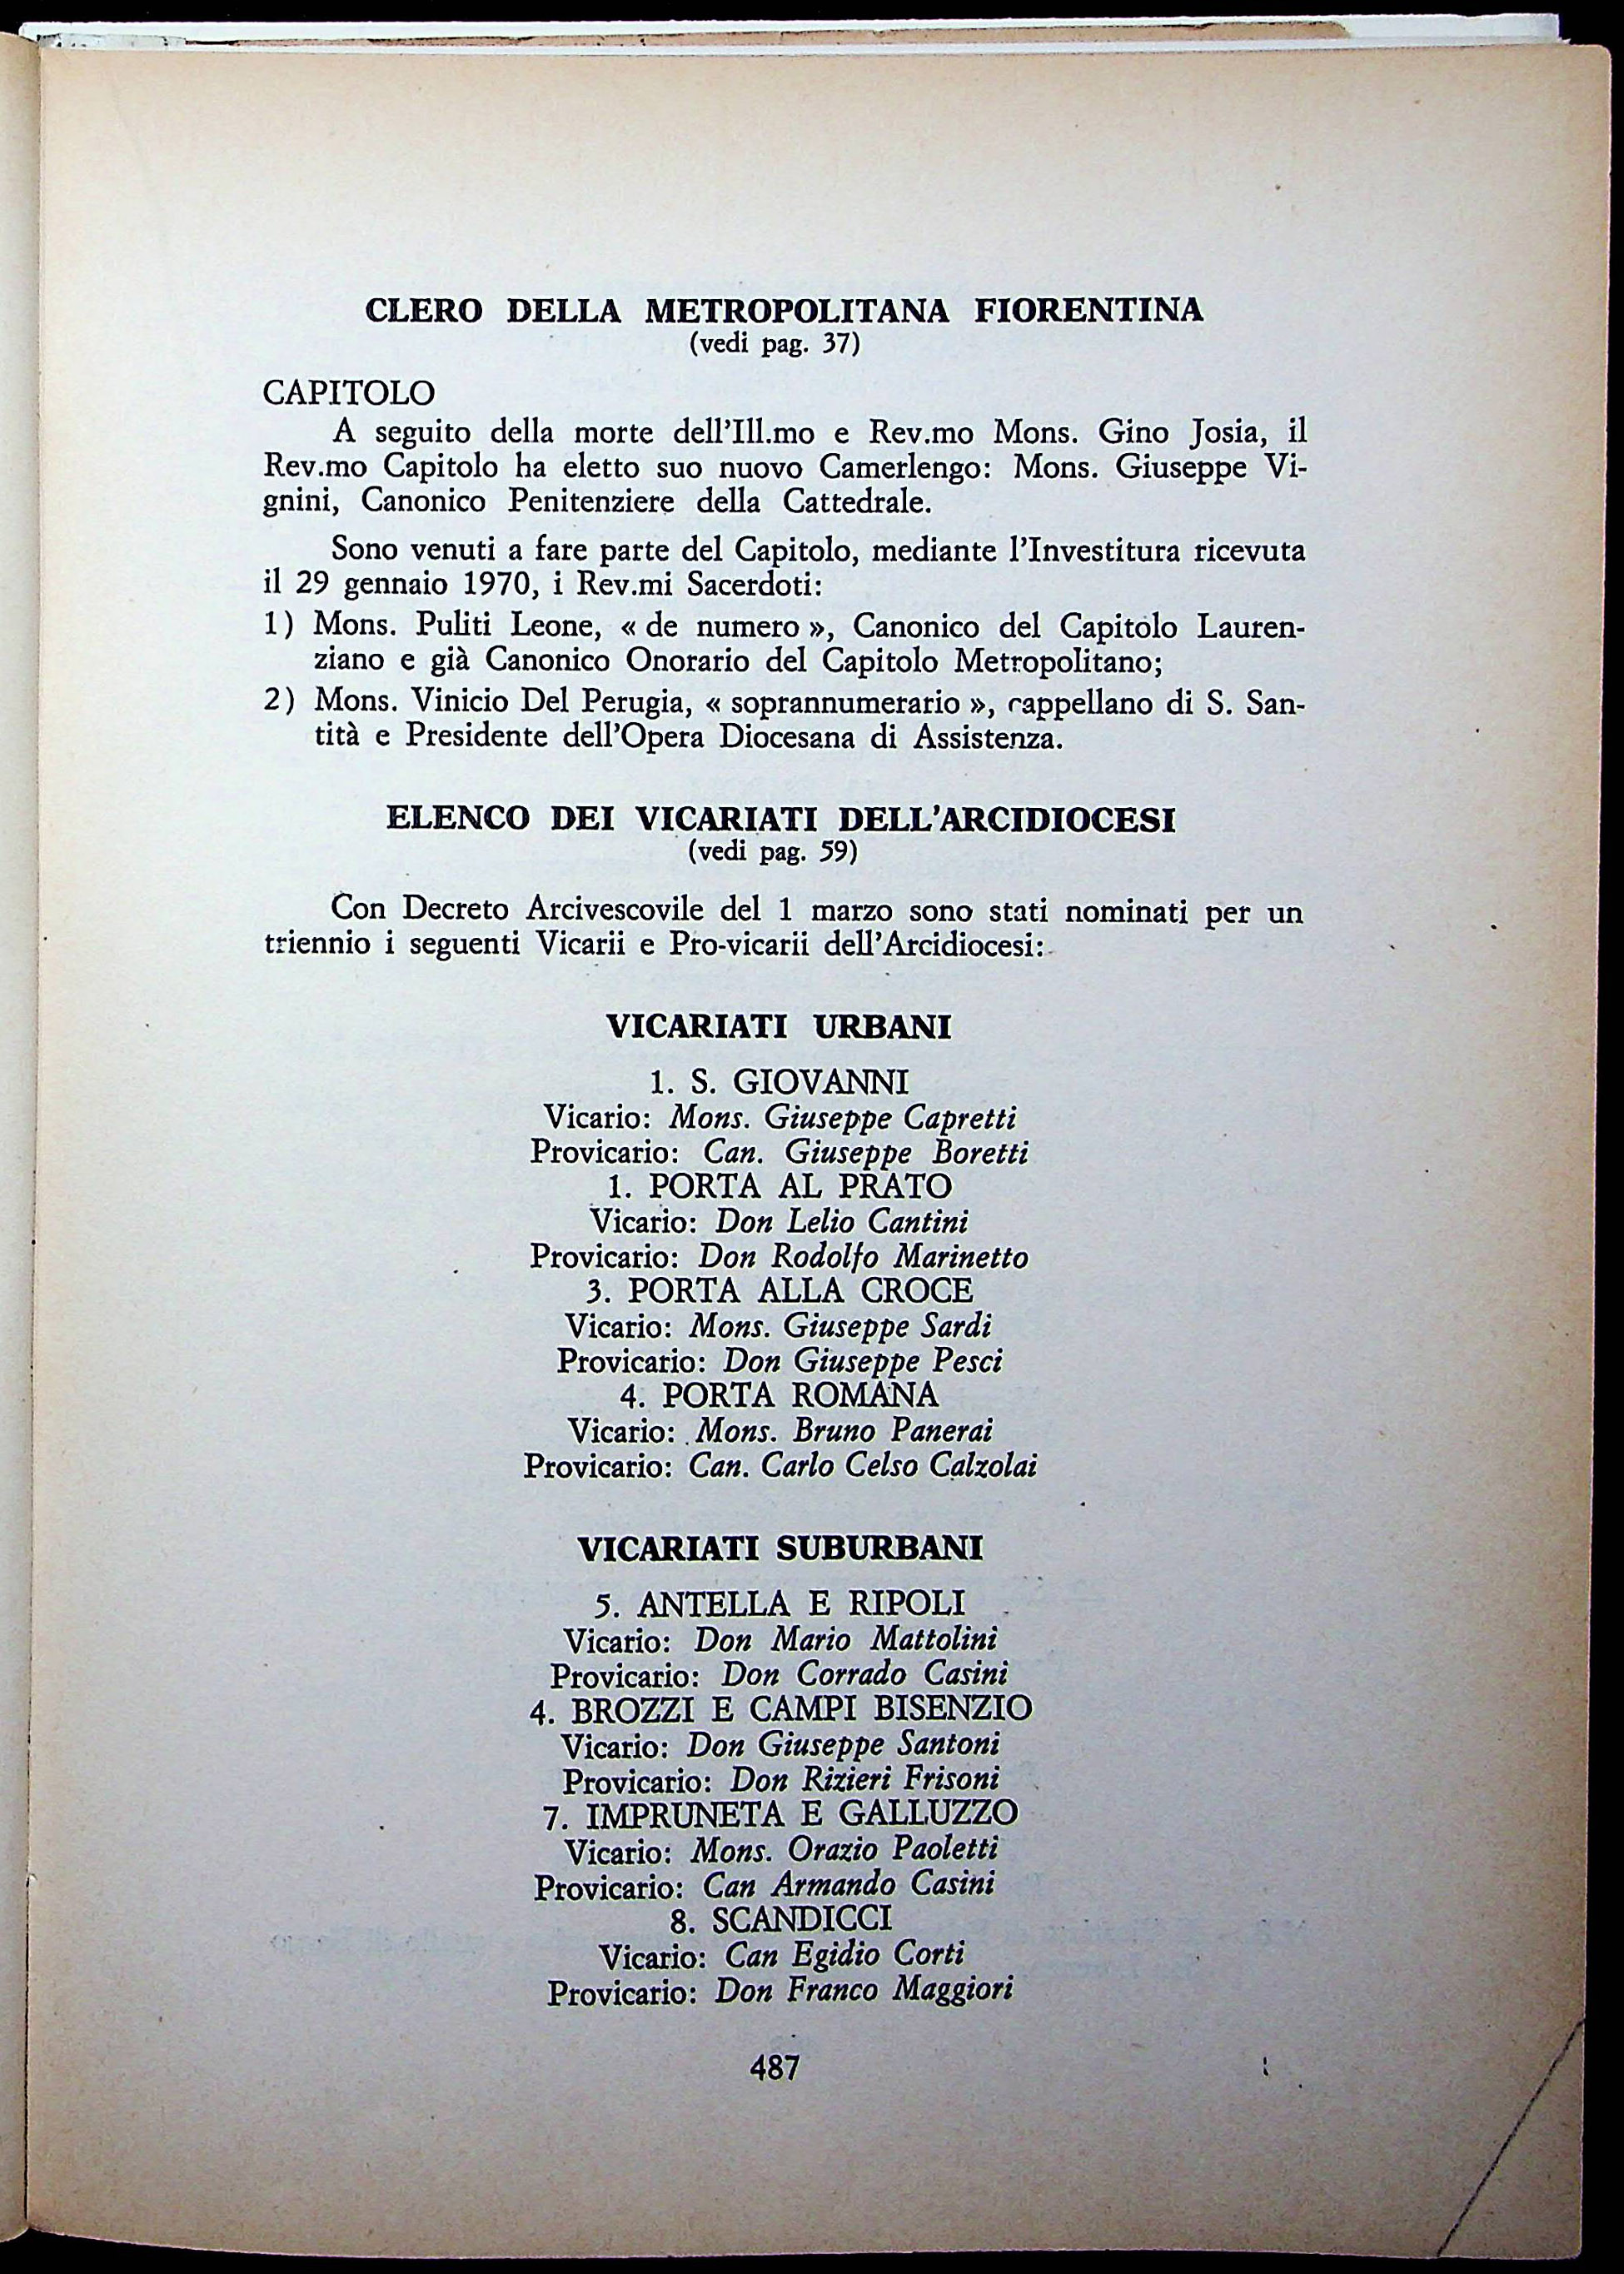 CLERO DELLA METROPOLITANA FIORENTINA
(vedi pag. 37)
CAPITOLO
A seguito della morte dell'Ill.mo e Rev.mo Mons. Gino Josia, il
Rev.mo Capitolo ha eletto suo nuovo Camerlengo: Mons. Giuseppe Vi-
gnini, Canonico Penitenziere della Cattedrale.
Sono venuti a fare parte del Capitolo, mediante l'Investitura ricevuta
il 29 gennaio 1970, i Rev.mi Sacerdoti:
1) Mons. Puliti Leone, « de numero », Canonico del Capitolo Lauren-
ziano e già Canonico Onorario del Capitolo Metropolitano;
2) Mons. Vinicio Del Perugia, « soprannumerario », cappellano di S. San-
tità e Presidente dell'Opera Diocesana di Assistenza.
ELENCO DEI VICARIATI DELL'ARCIDIOCESI
(vedi pag. 59)
Con Decreto Arcivescovile del 1 marzo sono stati nominati per un
triennio i seguenti Vicarii e Pro-vicarii dell'Arcidiocesi:
VICARIATI URBANI
1. S. GIOVANNI
Vicario: Mons. Giuseppe Capretti
Provicario: Can. Giuseppe Boretti
1. PORTA AL PRATO
Vicario: Don Lelio Cantini
Provicario: Don Rodolfo Marinetto
3. PORTA ALLA CROCE
Vicario: Mons. Giuseppe Sardi
Provicario: Don Giuseppe Pesci
4. PORTA ROMANA
Vicario: Mons. Bruno Panerai
Provicario: Can. Carlo Celso Calzolai
VICARIATI SUBURBANI
5. ANTELLA E RIPOLI
Vicario: Don Mario Mattolini
Provicario: Don Corrado Casini
4. BROZZI E CAMPI BISENZIO
Vicario: Don Giuseppe Santoni
Provicario: Don Rizieri Frisoni
7. IMPRUNETA E GALLUZZO
Vicario: Mons. Orazio Paoletti
Provicario: Can Armando Casini
8. SCANDICCI
Vicario: Can Egidio Corti
Provicario: Don Franco Maggiori
487